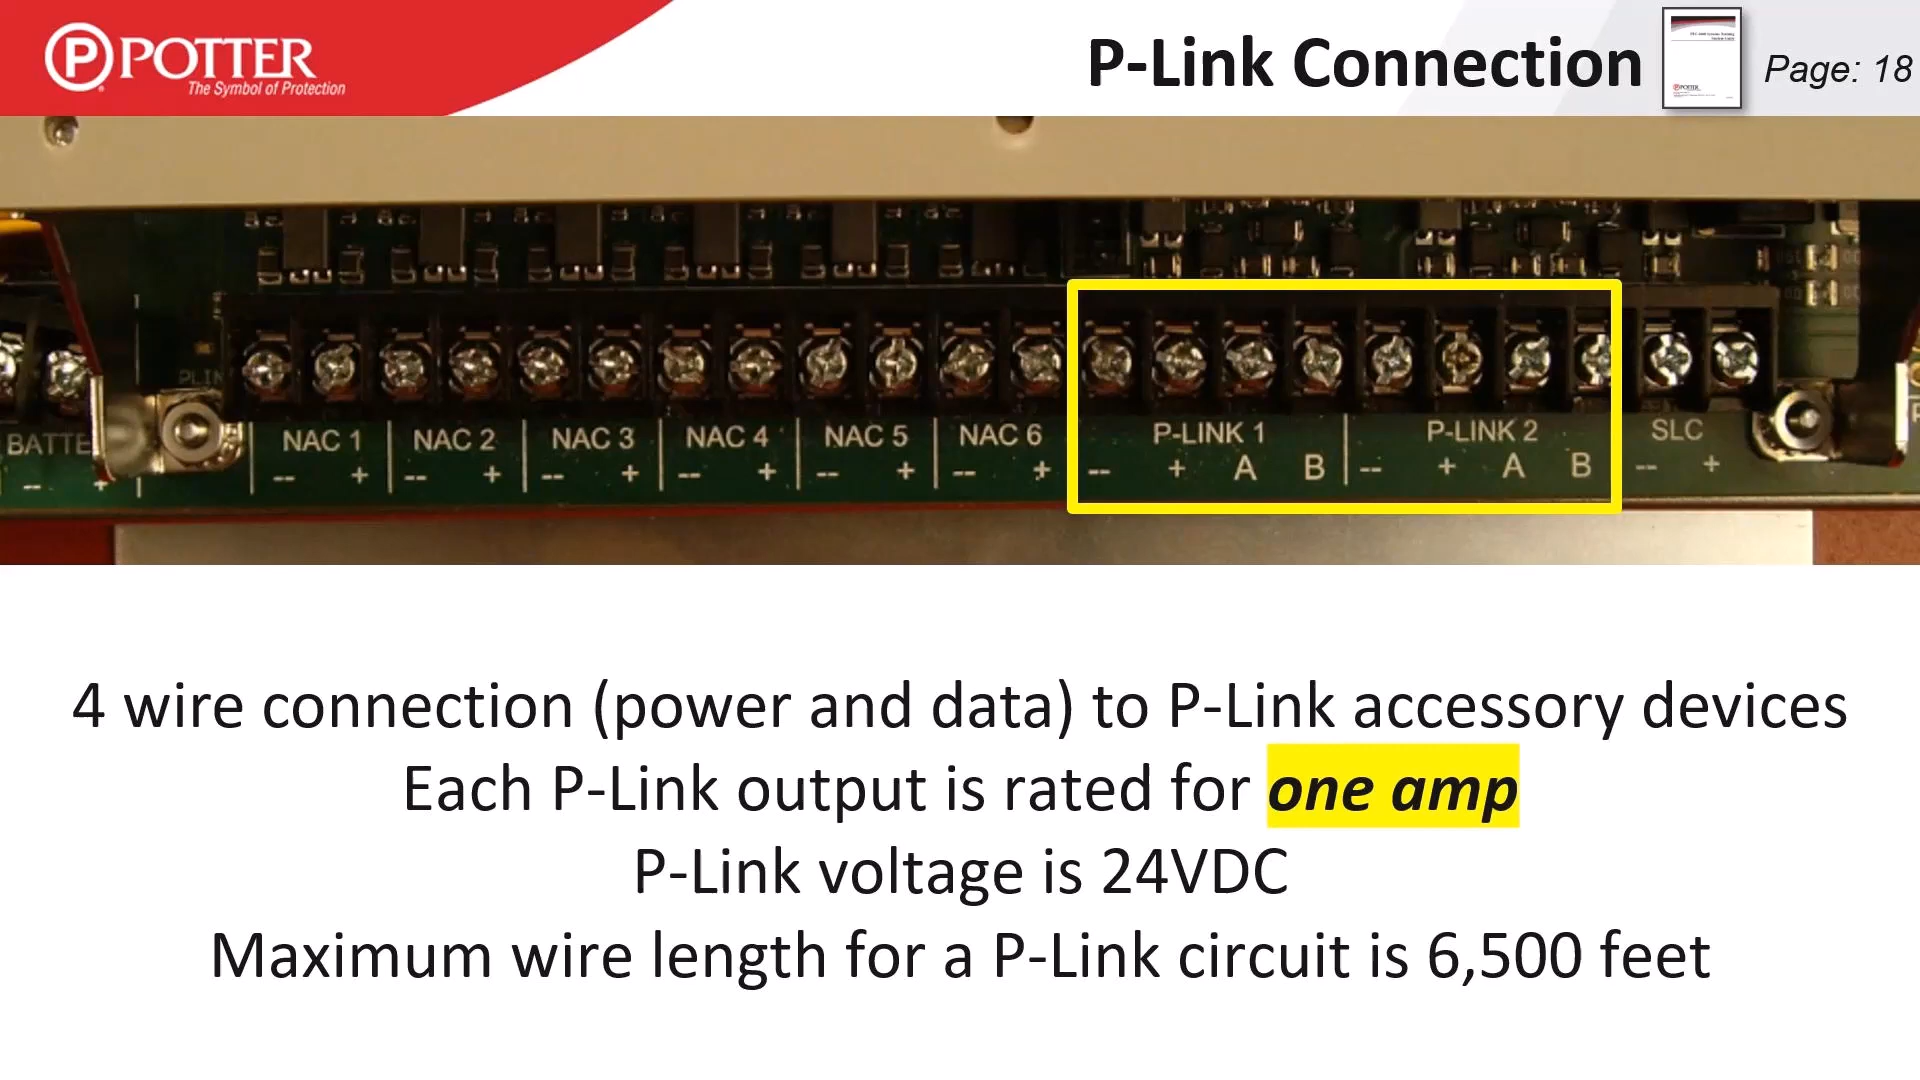 POTTER
The Symbol of Protection
P-Link Connection
Page: 18
PLIN
BATTE
-- +
NAC 1 NAC 2 NAC 3 NAC 4 NAC 5 NAC 6 P-LINK 1 P-LINK 2 SLC
-- + -- + -- + -- + -- + -- + -- + A B -- + A B -- +
4 wire connection (power and data) to P-Link accessory devices
Each P-Link output is rated for one amp
P-Link voltage is 24VDC
Maximum wire length for a P-Link circuit is 6,500 feet